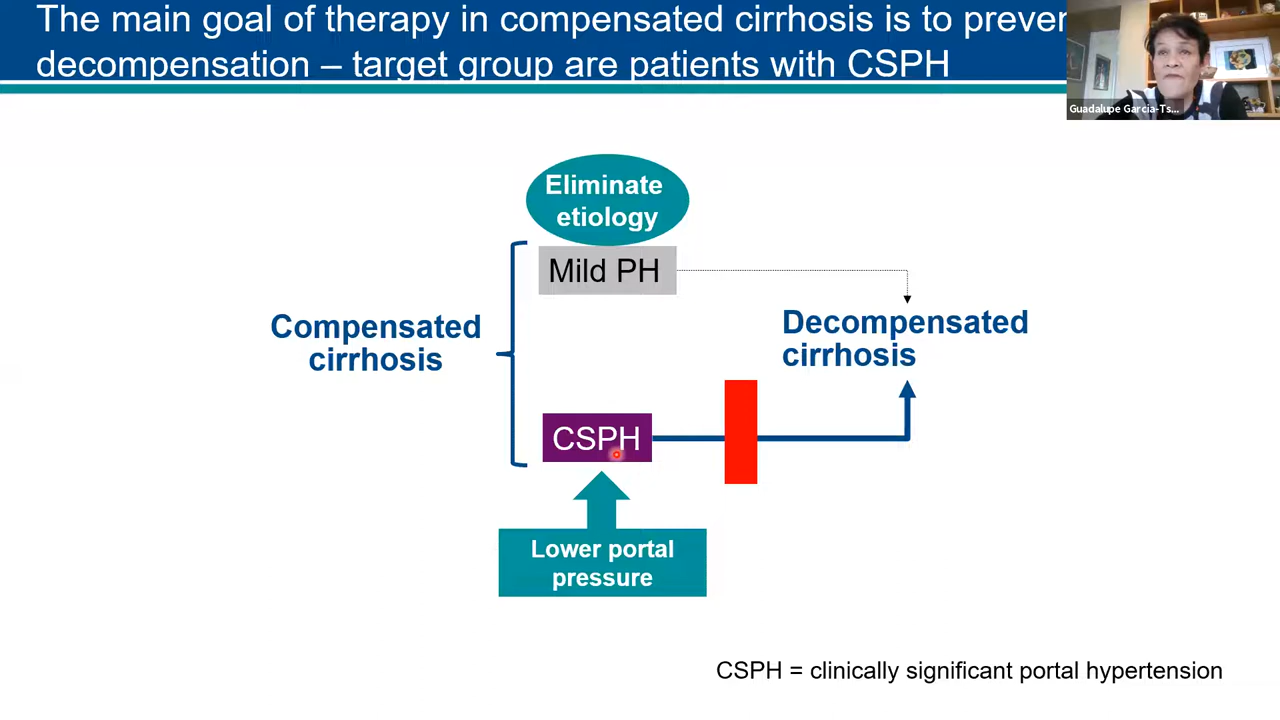 The main goal of therapy in compensated cirrhosis is to preven
decompensation – target group are patients with CSPH
Guadalupe Garcia-Ts...
Eliminate
etiology
Mild PH
Compensated
cirrhosis
Decompensated
cirrhosis
CSPH
Lower portal
pressure
CSPH = clinically significant portal hypertension